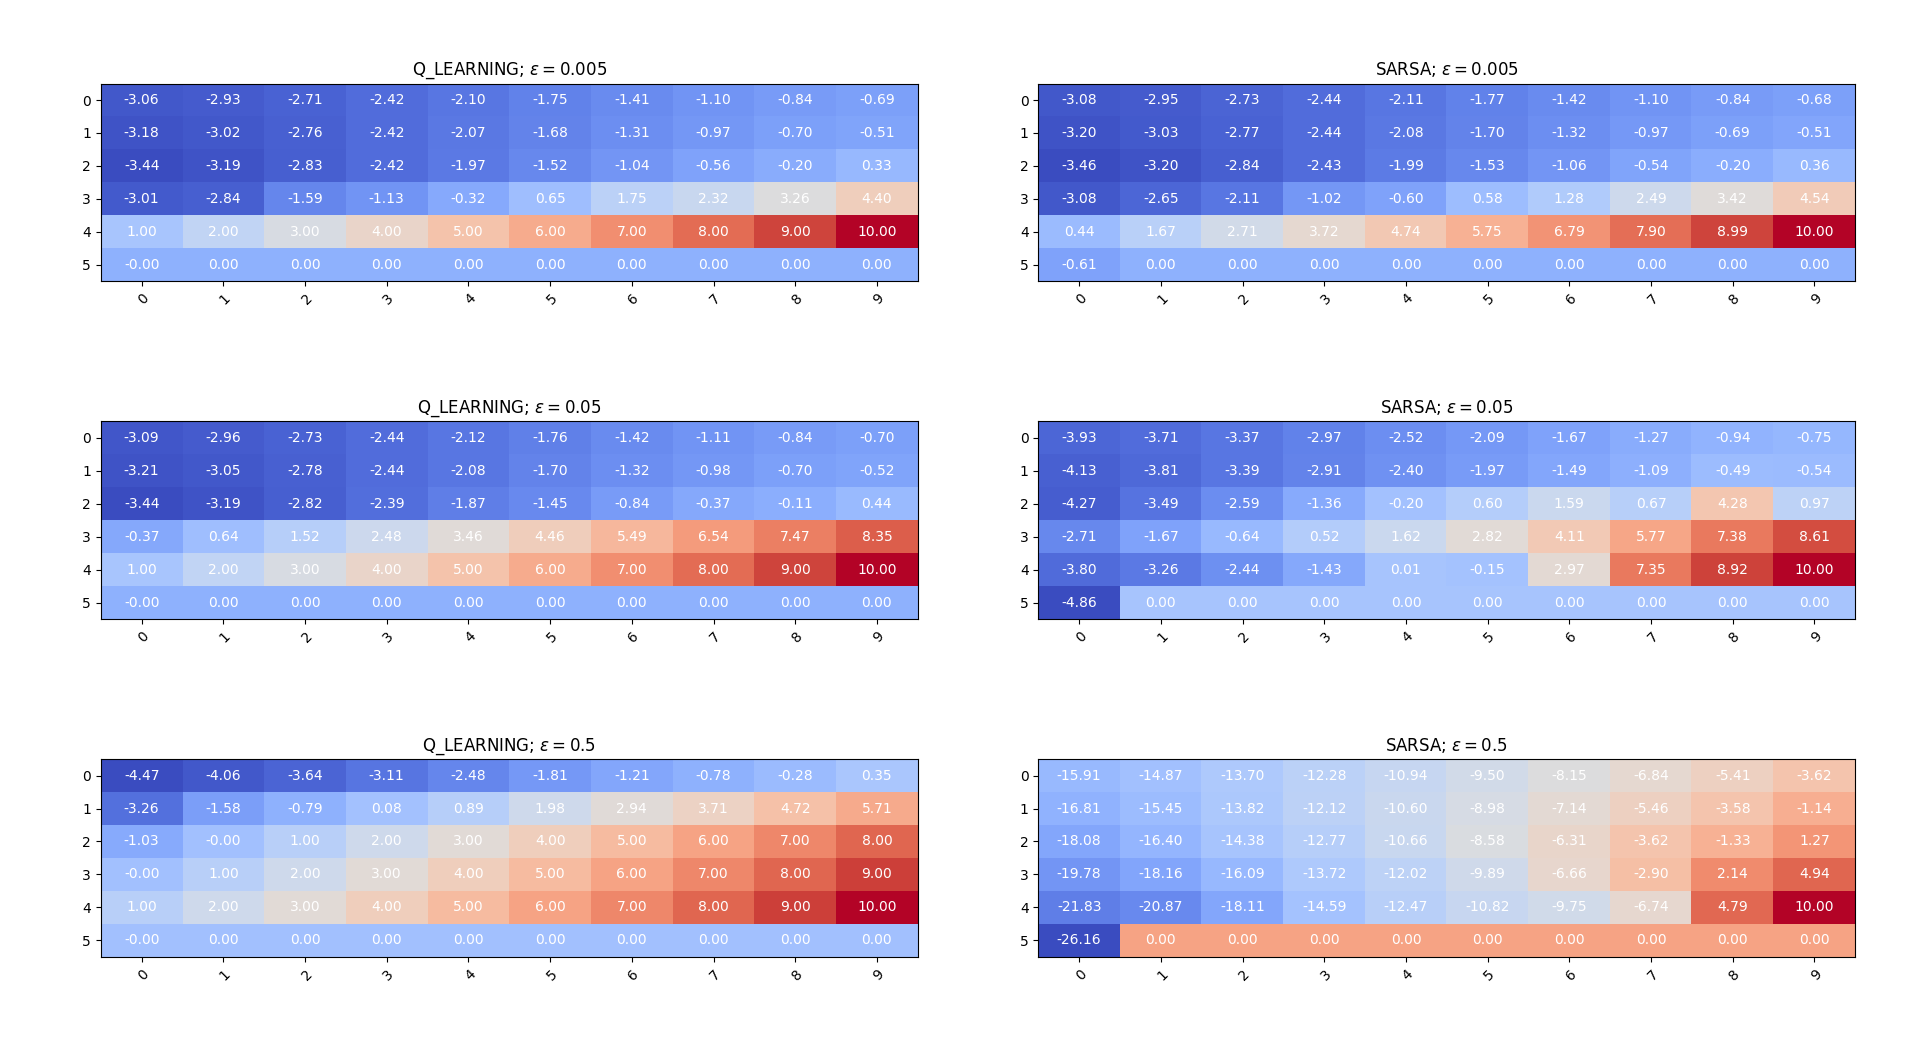 Q_LEARNING; ε = 0.005
0 -3.06 -2.93 -2.71 -2.42 -2.10 -1.75 -1.41 -1.10 -0.84 -0.69
1 -3.18 -3.02 -2.76 -2.42 -2.07 -1.68 -1.31 -0.97 -0.70 -0.51
2 -3.44 -3.19 -2.83 -2.42 -1.97 -1.52 -1.04 -0.56 -0.20 0.33
3 -3.01 -2.84 -1.59 -1.13 -0.32 0.65 1.75 2.32 3.26 4.40
4 1.00 2.00 3.00 4.00 5.00 6.00 7.00 8.00 9.00 10.00
5 -0.00 0.00 0.00 0.00 0.00 0.00 0.00 0.00 0.00 0.00
0 1 2 3 4 5 6 7 8 9
SARSA; ε = 0.005
0 -3.08 -2.95 -2.73 -2.44 -2.11 -1.77 -1.42 -1.10 -0.84 -0.68
1 -3.20 -3.03 -2.77 -2.44 -2.08 -1.70 -1.32 -0.97 -0.69 -0.51
2 -3.46 -3.20 -2.84 -2.43 -1.99 -1.53 -1.06 -0.54 -0.20 0.36
3 -3.08 -2.65 -2.11 -1.02 -0.60 0.58 1.28 2.49 3.42 4.54
4 0.44 1.67 2.71 3.72 4.74 5.75 6.79 7.90 8.99 10.00
5 -0.61 0.00 0.00 0.00 0.00 0.00 0.00 0.00 0.00 0.00
0 1 2 3 4 5 6 7 8 9
Q_LEARNING; ε = 0.05
0 -3.09 -2.96 -2.73 -2.44 -2.12 -1.76 -1.42 -1.11 -0.84 -0.70
1 -3.21 -3.05 -2.78 -2.44 -2.08 -1.70 -1.32 -0.98 -0.70 -0.52
2 -3.44 -3.19 -2.82 -2.39 -1.87 -1.45 -0.84 -0.37 -0.11 0.44
3 -0.37 0.64 1.52 2.48 3.46 4.46 5.49 6.54 7.47 8.35
4 1.00 2.00 3.00 4.00 5.00 6.00 7.00 8.00 9.00 10.00
5 -0.00 0.00 0.00 0.00 0.00 0.00 0.00 0.00 0.00 0.00
0 1 2 3 4 5 6 7 8 9
SARSA; ε = 0.05
0 -3.93 -3.71 -3.37 -2.97 -2.52 -2.09 -1.67 -1.27 -0.94 -0.75
1 -4.13 -3.81 -3.39 -2.91 -2.40 -1.97 -1.49 -1.09 -0.49 -0.54
2 -4.27 -3.49 -2.59 -1.36 -0.20 0.60 1.59 0.67 4.28 0.97
3 -2.71 -1.67 -0.64 0.52 1.62 2.82 4.11 5.77 7.38 8.61
4 -3.80 -3.26 -2.44 -1.43 0.01 -0.15 2.97 7.35 8.92 10.00
5 -4.86 0.00 0.00 0.00 0.00 0.00 0.00 0.00 0.00 0.00
0 1 2 3 4 5 6 7 8 9
Q_LEARNING; ε = 0.5
0 -4.47 -4.06 -3.64 -3.11 -2.48 -1.81 -1.21 -0.78 -0.28 0.35
1 -3.26 -1.58 -0.79 0.08 0.89 1.98 2.94 3.71 4.72 5.71
2 -1.03 -0.00 1.00 2.00 3.00 4.00 5.00 6.00 7.00 8.00
3 -0.00 1.00 2.00 3.00 4.00 5.00 6.00 7.00 8.00 9.00
4 1.00 2.00 3.00 4.00 5.00 6.00 7.00 8.00 9.00 10.00
5 -0.00 0.00 0.00 0.00 0.00 0.00 0.00 0.00 0.00 0.00
0 1 2 3 4 5 6 7 8 9
SARSA; ε = 0.5
0 -15.91 -14.87 -13.70 -12.28 -10.94 -9.50 -8.15 -6.84 -5.41 -3.62
1 -16.81 -15.45 -13.82 -12.12 -10.60 -8.98 -7.14 -5.46 -3.58 -1.14
2 -18.08 -16.40 -14.38 -12.77 -10.66 -8.58 -6.31 -3.62 -1.33 1.27
3 -19.78 -18.16 -16.09 -13.72 -12.02 -9.89 -6.66 -2.90 2.14 4.94
4 -21.83 -20.87 -18.11 -14.59 -12.47 -10.82 -9.75 -6.74 4.79 10.00
5 -26.16 0.00 0.00 0.00 0.00 0.00 0.00 0.00 0.00 0.00
0 1 2 3 4 5 6 7 8 9